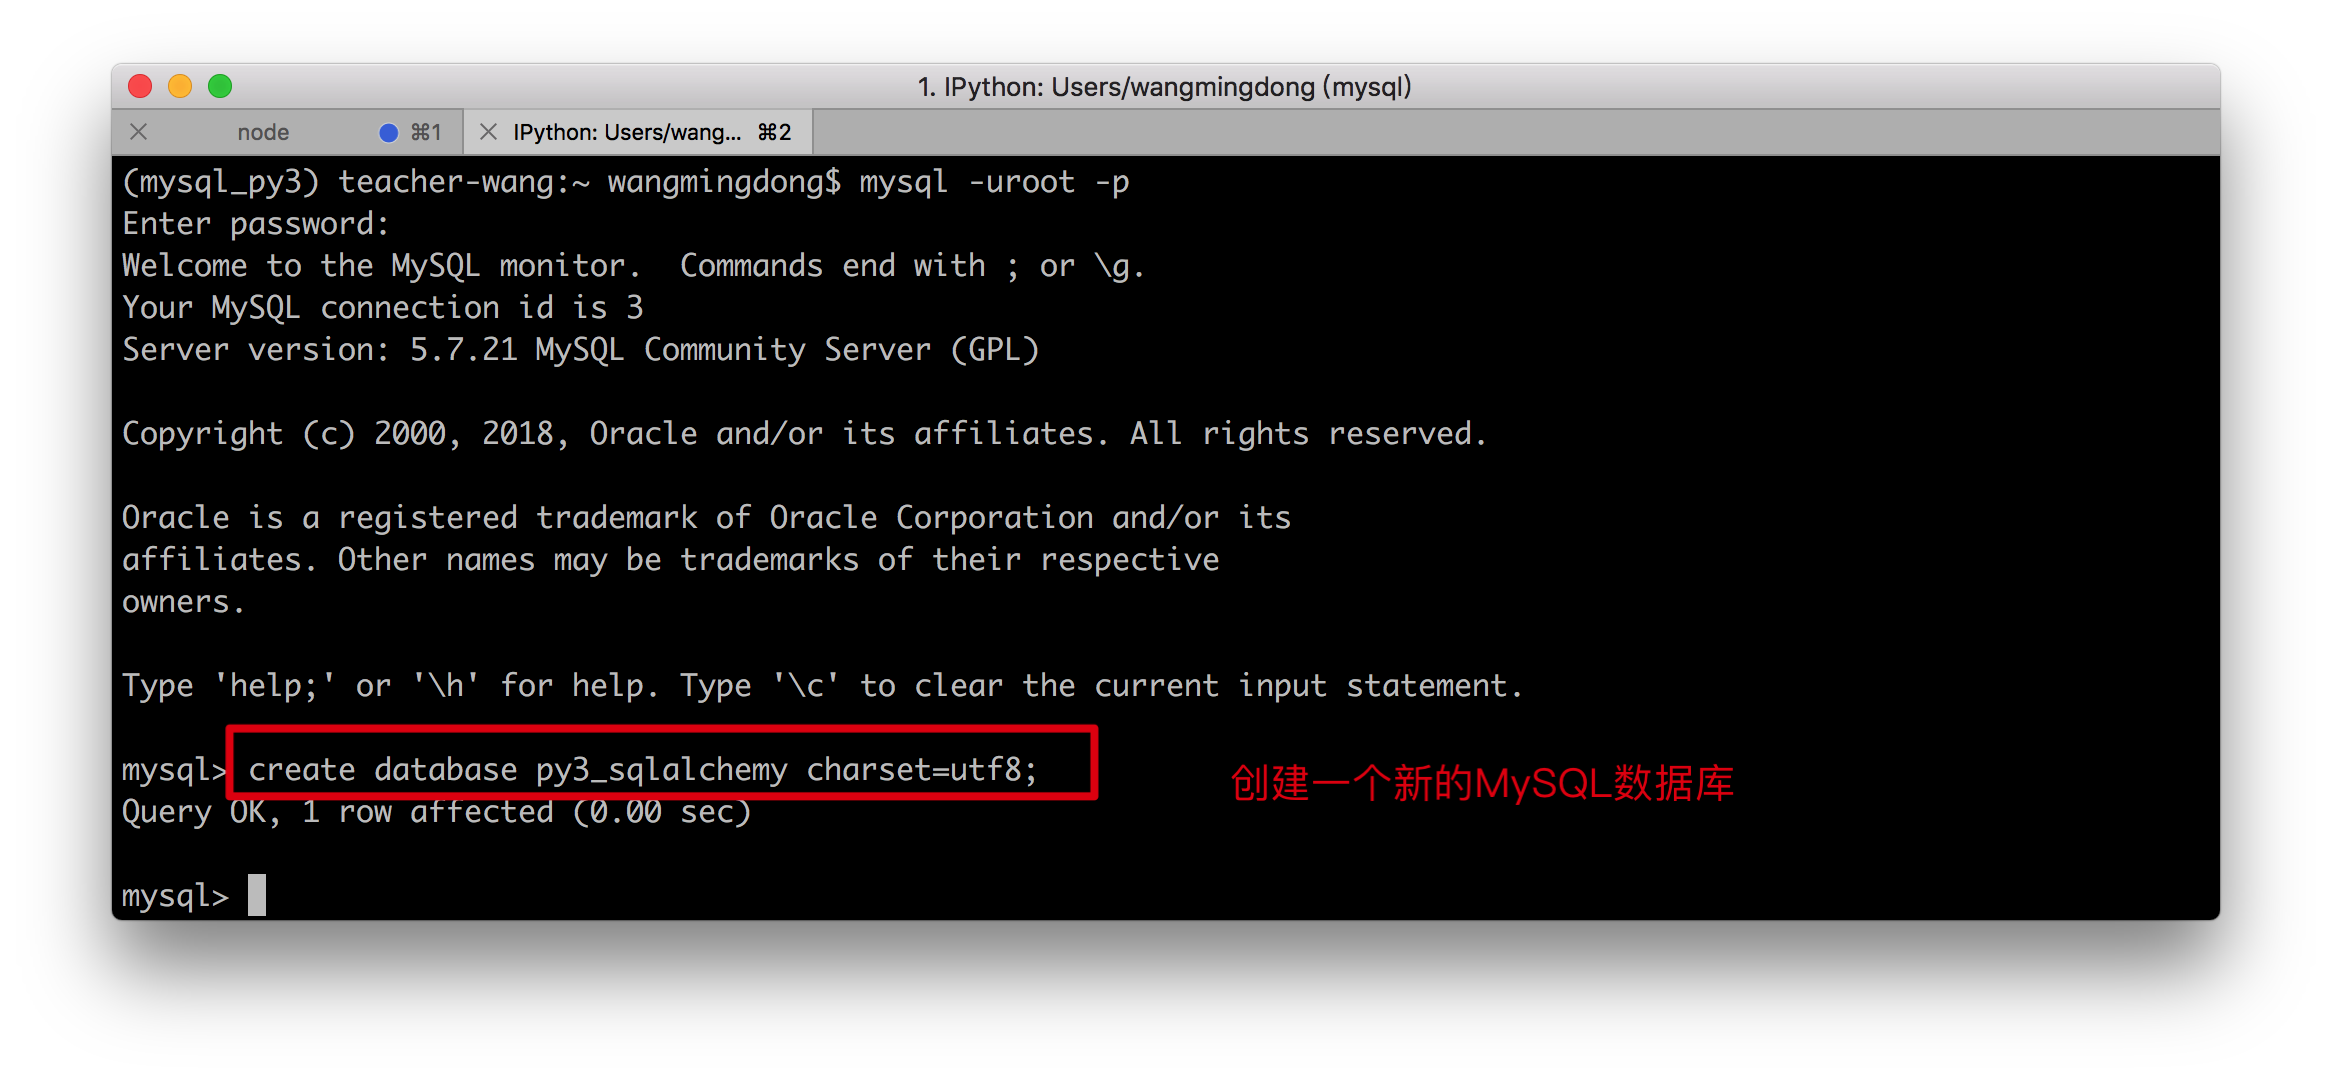 1. IPython: Users/wangmingdong (mysql)
node ⌘1 IPython: Users/wang... ⌘2
(mysql_py3) teacher-wang:~ wangmingdong$ mysql -uroot -p
Enter password:
Welcome to the MySQL monitor.  Commands end with ; or \g.
Your MySQL connection id is 3
Server version: 5.7.21 MySQL Community Server (GPL)
Copyright (c) 2000, 2018, Oracle and/or its affiliates. All rights reserved.
Oracle is a registered trademark of Oracle Corporation and/or its
affiliates. Other names may be trademarks of their respective
owners.
Type 'help;' or '\h' for help. Type '\c' to clear the current input statement.
mysql> create database py3_sqlalchemy charset=utf8;
创建一个新的MySQL数据库
Query OK, 1 row affected (0.00 sec)
mysql>